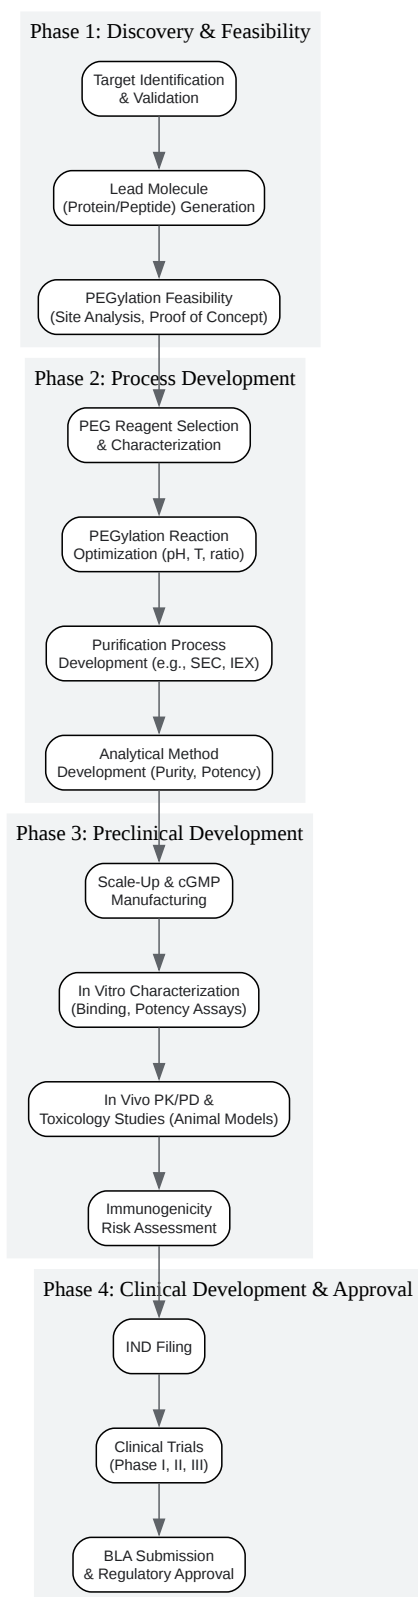 Phase 1: Discovery & Feasibility
Target Identification
& Validation
Lead Molecule
(Protein/Peptide) Generation
PEGylation Feasibility
(Site Analysis, Proof of Concept)
Phase 2: Process Development
PEG Reagent Selection
& Characterization
PEGylation Reaction
Optimization (pH, T, ratio)
Purification Process
Development (e.g., SEC, IEX)
Analytical Method
Development (Purity, Potency)
Phase 3: Preclinical Development
Scale-Up & cGMP
Manufacturing
In Vitro Characterization
(Binding, Potency Assays)
In Vivo PK/PD &
Toxicology Studies (Animal Models)
Immunogenicity
Risk Assessment
Phase 4: Clinical Development & Approval
IND Filing
Clinical Trials
(Phase I, II, III)
BLA Submission
& Regulatory Approval